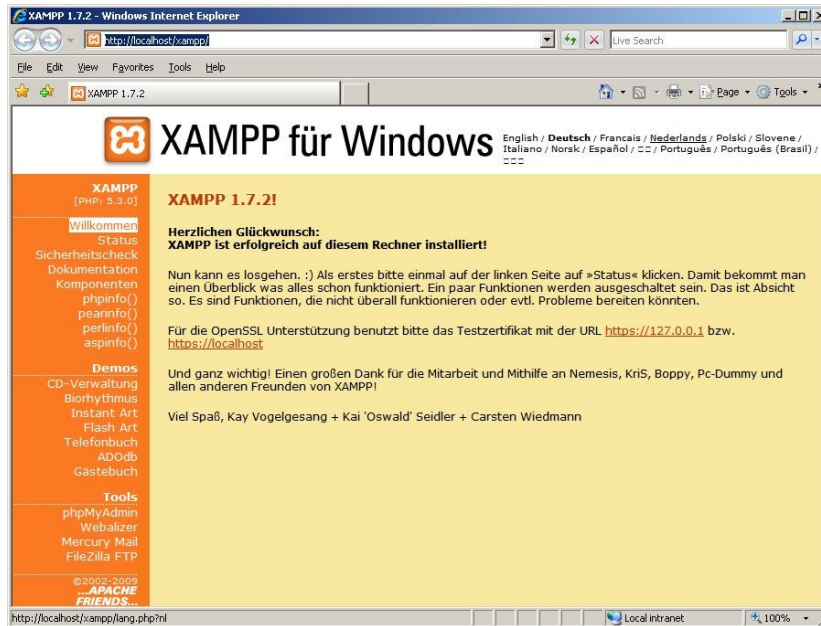 XAMPP 1.7.2 - Windows Internet Explorer
http://localhost/xampp/
Live Search
File Edit View Favorites Tools Help
XAMPP 1.7.2
Page Tools
XAMPP für Windows
English / Deutsch / Francais / Nederlands / Polski / Slovene /
Italiano / Norsk / Español / □□ / Português / Português (Brasil) /
□□□
XAMPP
[PHP: 5.3.0]
Willkommen
Status
Sicherheitscheck
Dokumentation
Komponenten
phpinfo()
pearinfo()
perlinfo()
aspinfo()
Demos
CD-Verwaltung
Biorhythmus
Instant Art
Flash Art
Telefonbuch
ADOdb
Gästebuch
Tools
phpMyAdmin
Webalizer
Mercury Mail
FileZilla FTP
©2002-2009
...APACHE
FRIENDS...
XAMPP 1.7.2!
Herzlichen Glückwunsch:
XAMPP ist erfolgreich auf diesem Rechner installiert!
Nun kann es losgehen. :) Als erstes bitte einmal auf der linken Seite auf »Status« klicken. Damit bekommt man
einen Überblick was alles schon funktioniert. Ein paar Funktionen werden ausgeschaltet sein. Das ist Absicht
so. Es sind Funktionen, die nicht überall funktionieren oder evtl. Probleme bereiten könnten.
Für die OpenSSL Unterstützung benutzt bitte das Testzertifikat mit der URL https://127.0.0.1 bzw.
https://localhost
Und ganz wichtig! Einen großen Dank für die Mitarbeit und Mithilfe an Nemesis, KriS, Boppy, Pc-Dummy und
allen anderen Freunden von XAMPP!
Viel Spaß, Kay Vogelgesang + Kai 'Oswald' Seidler + Carsten Wiedmann
http://localhost/xampp/lang.php?nl
Local intranet
100%